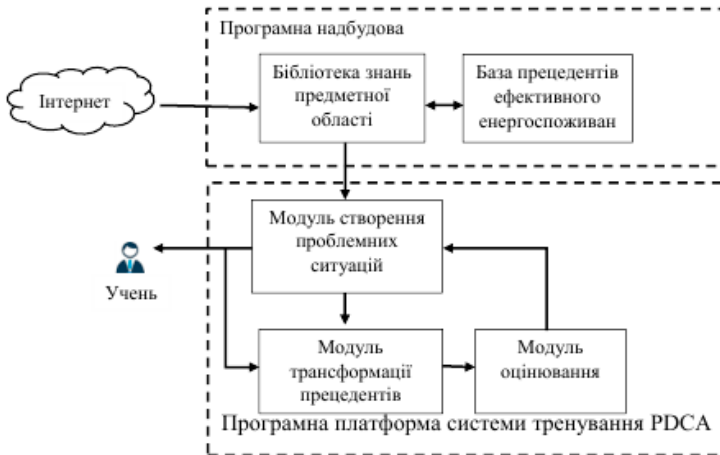 Програмна надбудова
Інтернет
Бібліотека знань
предметної
області
База прецедентів
ефективного
енергоспоживан
Модуль створення
проблемних
ситуацій
Учень
Модуль
трансформації
прецедентів
Модуль
оцінювання
Програмна платформа системи тренування PDCA